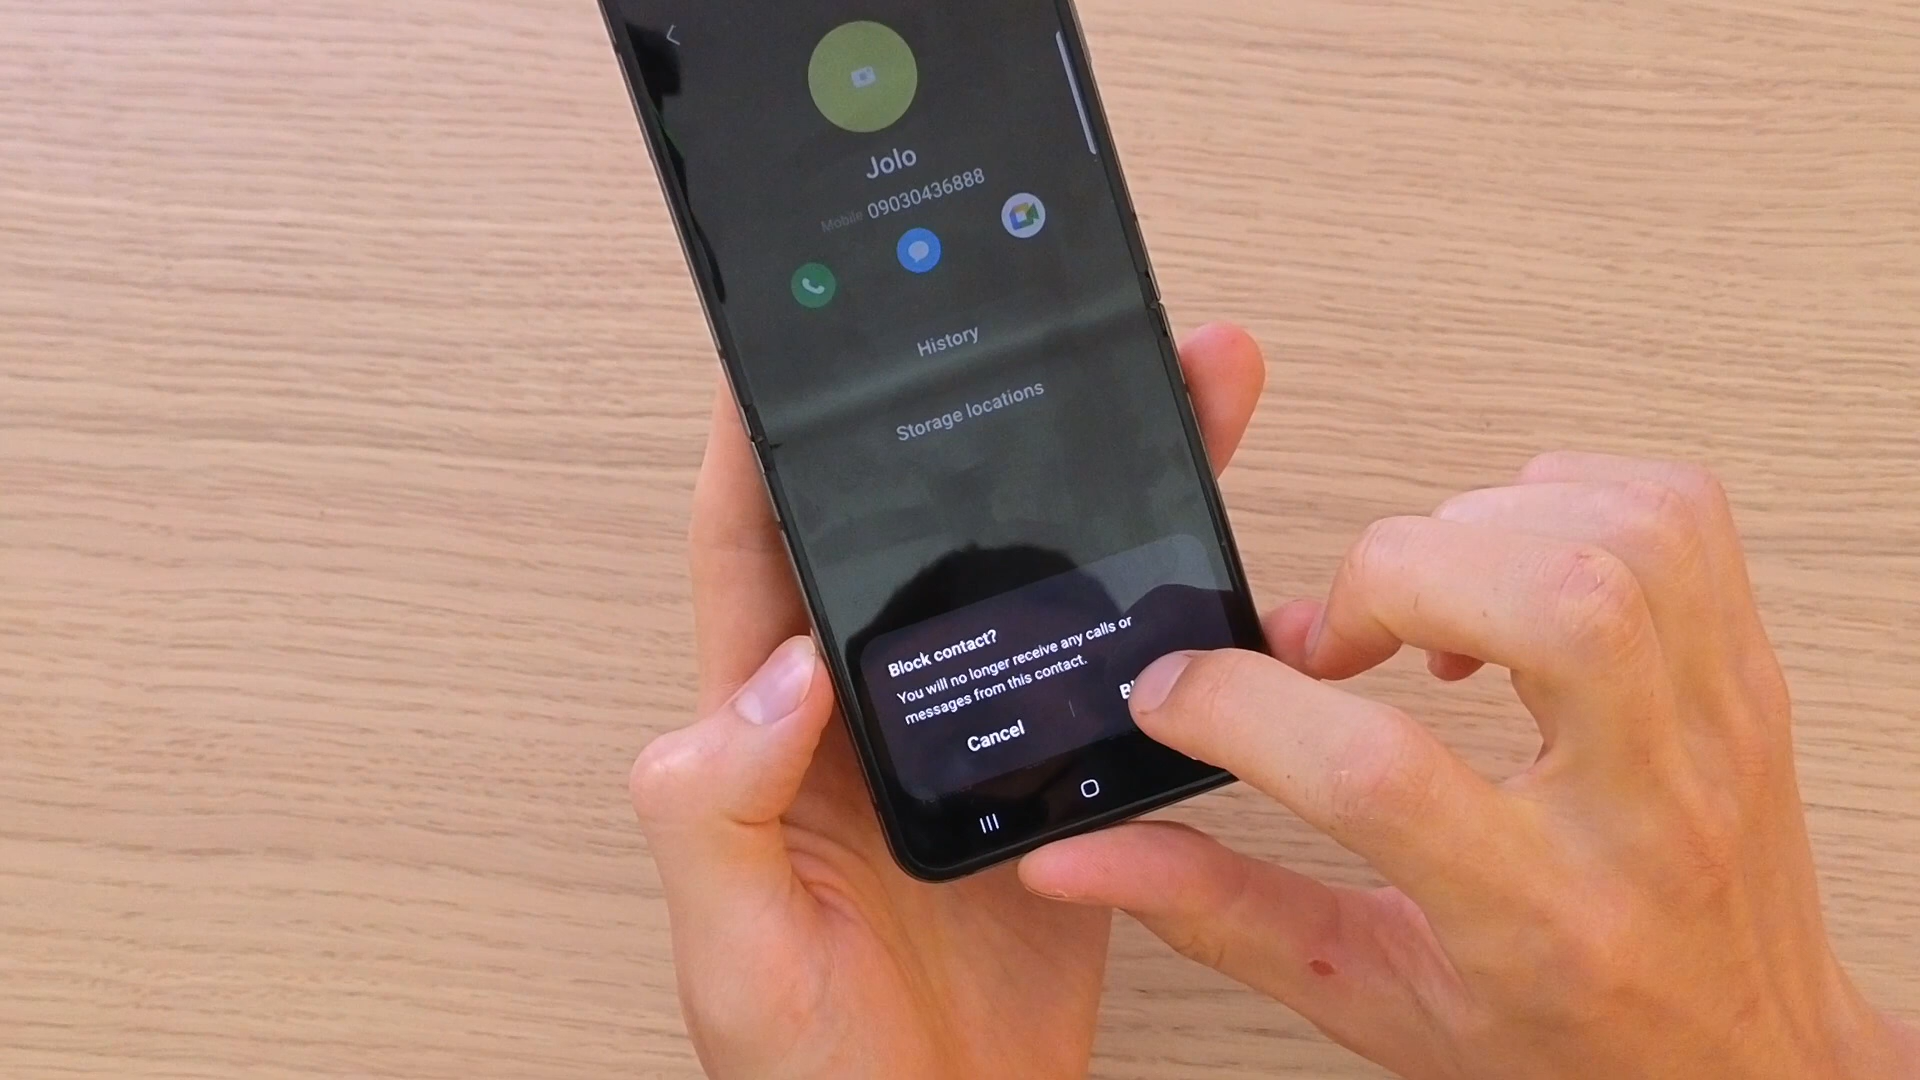 Jolo
Mobile 09030436888
History
Storage locations
Block contact?
You will no longer receive any calls or
messages from this contact.
Cancel